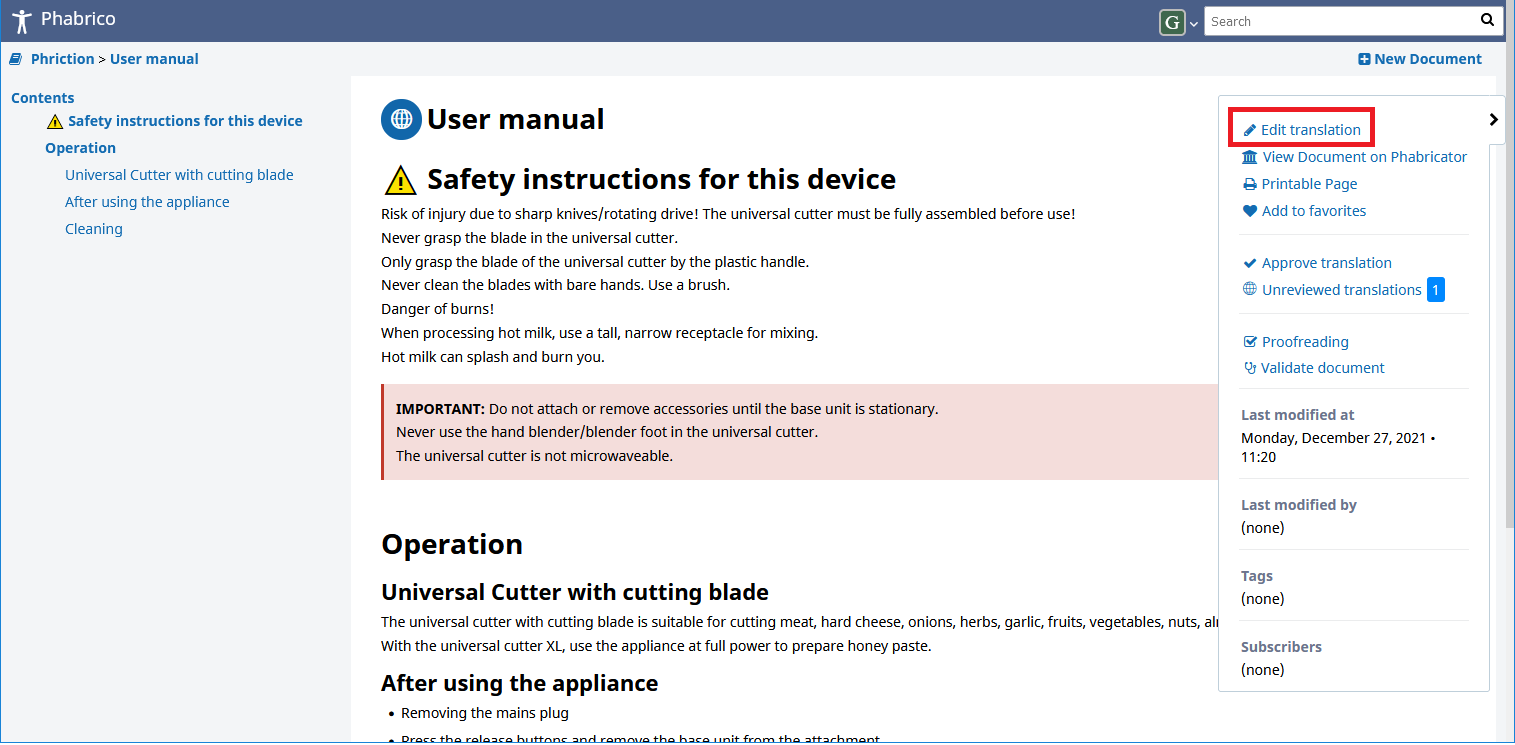 Phabrico
G
Search
Phriction > User manual
New Document
Contents
Safety instructions for this device
Operation
Universal Cutter with cutting blade
After using the appliance
Cleaning
User manual
Safety instructions for this device
Risk of injury due to sharp knives/rotating drive! The universal cutter must be fully assembled before use!
Never grasp the blade in the universal cutter.
Only grasp the blade of the universal cutter by the plastic handle.
Never clean the blades with bare hands. Use a brush.
Danger of burns!
When processing hot milk, use a tall, narrow receptacle for mixing.
Hot milk can splash and burn you.
IMPORTANT: Do not attach or remove accessories until the base unit is stationary.
Never use the hand blender/blender foot in the universal cutter.
The universal cutter is not microwaveable.
Operation
Universal Cutter with cutting blade
The universal cutter with cutting blade is suitable for cutting meat, hard cheese, onions, herbs, garlic, fruits, vegetables, nuts,
With the universal cutter XL, use the appliance at full power to prepare honey paste.
After using the appliance
• Removing the mains plug
• Press the release buttons and remove the base unit from the attachment
Edit translation
View Document on Phabricator
Printable Page
Add to favorites
Approve translation
Unreviewed translations 1
Proofreading
Validate document
Last modified at
Monday, December 27, 2021 •
11:20
Last modified by
(none)
Tags
(none)
Subscribers
(none)